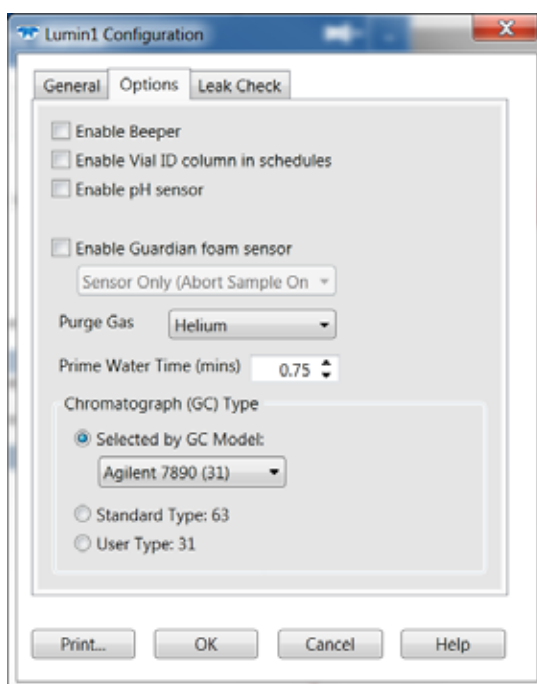 Lumin1 Configuration
General Options Leak Check
Enable Beeper
Enable Vial ID column in schedules
Enable pH sensor
Enable Guardian foam sensor
Sensor Only (Abort Sample On
Purge Gas Helium
Prime Water Time (mins) 0.75
Chromatograph (GC) Type
Selected by GC Model:
Agilent 7890 (31)
Standard Type: 63
User Type: 31
Print... OK Cancel Help